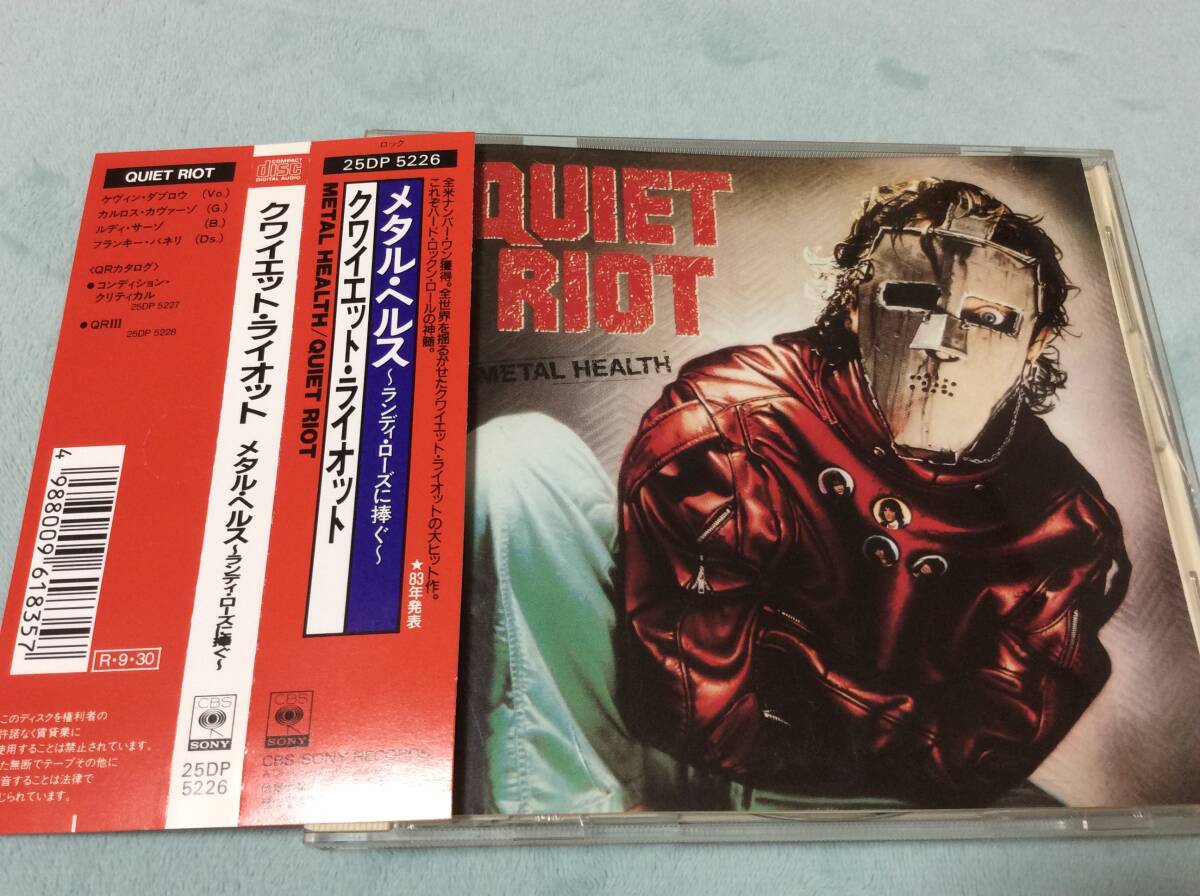 QUIET RIOT
ケヴィン・ダブロウ (Vo.)
カルロス・カヴァーゾ (G.)
ルディ・サーゾ (B.)
フランキー・バネリ (Ds.)
〈QRカタログ〉
●コンディション・
クリティカル
25DP 5227
●QRIII
25DP 5228
4 988009 618357
R・9・30
このディスクを権利者の
許諾なく賃貸業に
使用することは禁止されています。
た無断でテープその他に
音することは法律で
じられています。
COMPACT
disc
DIGITAL AUDIO
クワイエット・ライオット メタル・ヘルス～ランディ・ローズに捧ぐ～
CBS
SONY
25DP
5226
ロック
25DP 5226
全米ナンバー・ワン獲得。全世界を揺るがせたクワイエット・ライオットの大ヒット作。
これぞハード・ロックン・ロールの神髄。
メタル・ヘルス～ランディ・ローズに捧ぐ～
クワイエット・ライオット
METAL HEALTH/QUIET RIOT
★83年発表
CBS
SONY
CBS SONY RECORDS
QUIET
RIOT
METAL HEALTH